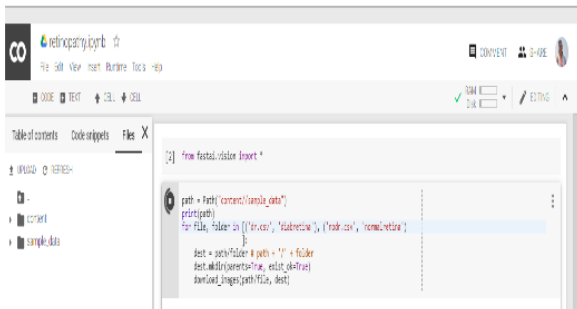 CO
retinopathy.ipynb
File Edit View Insert Runtime Tools Help
COMMENT SHARE
CODE TEXT CELL CELL
RAM
Disk
EDITING
Table of contents Code snippets Files X
UPLOAD REFRESH
..
content
sample_data
[2] from fastai.vision import *
path = Path("content//sample_data")
print(path)
for file, folder in [('dr.csv', 'diabretina'), ('nodr.csv', 'normalretina')
]:
dest = path/folder # path + '/' + folder
dest.mkdir(parents=True, exist_ok=True)
download_images(path/file, dest)